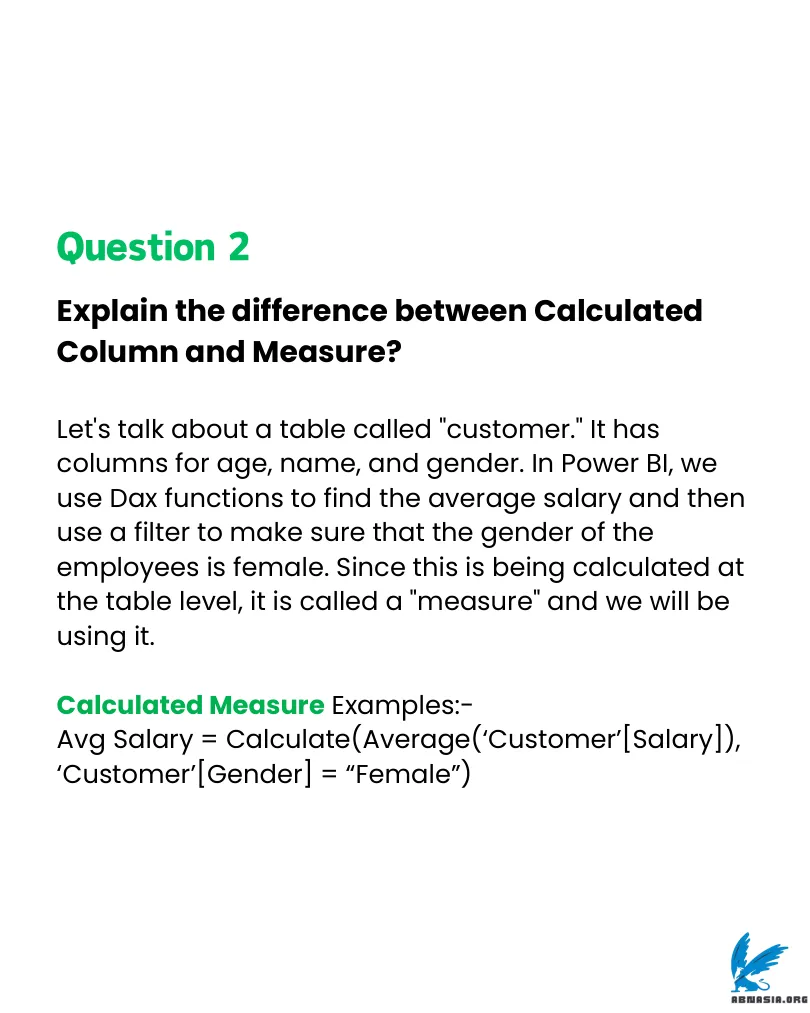 Question 2
Explain the difference between Calculated
Column and Measure?
Let's talk about a table called "customer." It has
columns for age, name, and gender. In Power BI, we
use Dax functions to find the average salary and then
use a filter to make sure that the gender of the
employees is female. Since this is being calculated at
the table level, it is called a "measure" and we will be
using it.
Calculated Measure Examples:-
Avg Salary = Calculate(Average(‘Customer’[Salary]),
‘Customer’[Gender] = “Female”)
ABNASIA.ORG